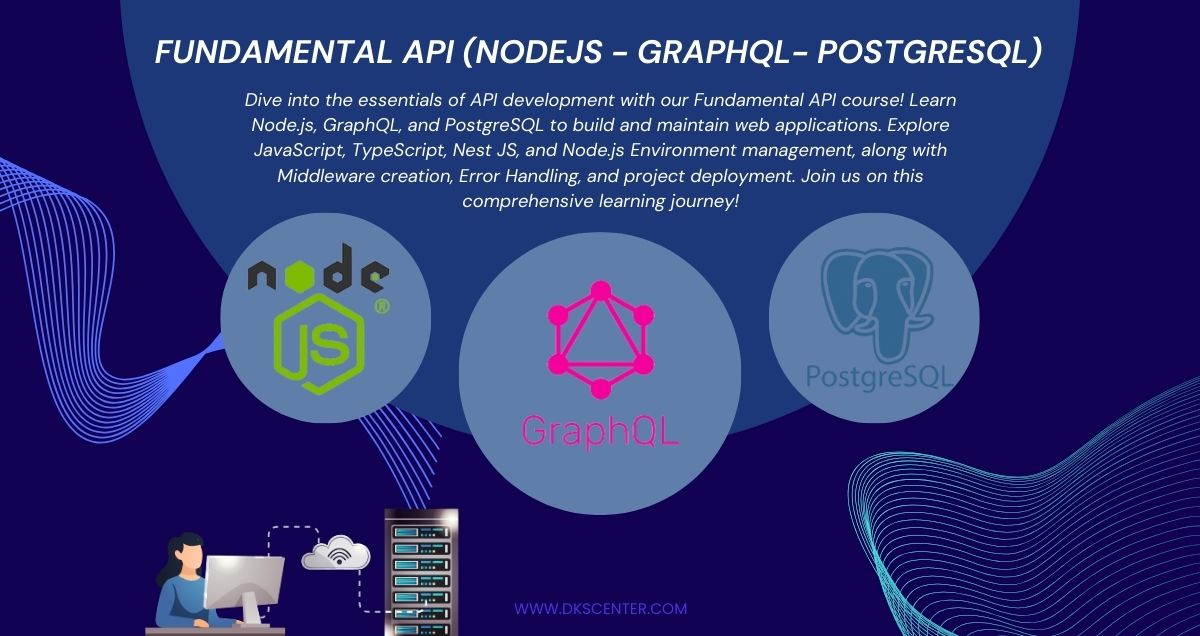 FUNDAMENTAL API (NODEJS - GRAPHQL- POSTGRESQL)
Dive into the essentials of API development with our Fundamental API course! Learn
Node.js, GraphQL, and PostgreSQL to build and maintain web applications. Explore
JavaScript, TypeScript, Nest JS, and Node.js Environment management, along with
Middleware creation, Error Handling, and project deployment. Join us on this
comprehensive learning journey!
node
JS
®
GraphQL
PostgreSQL
WWW.DKSCENTER.COM